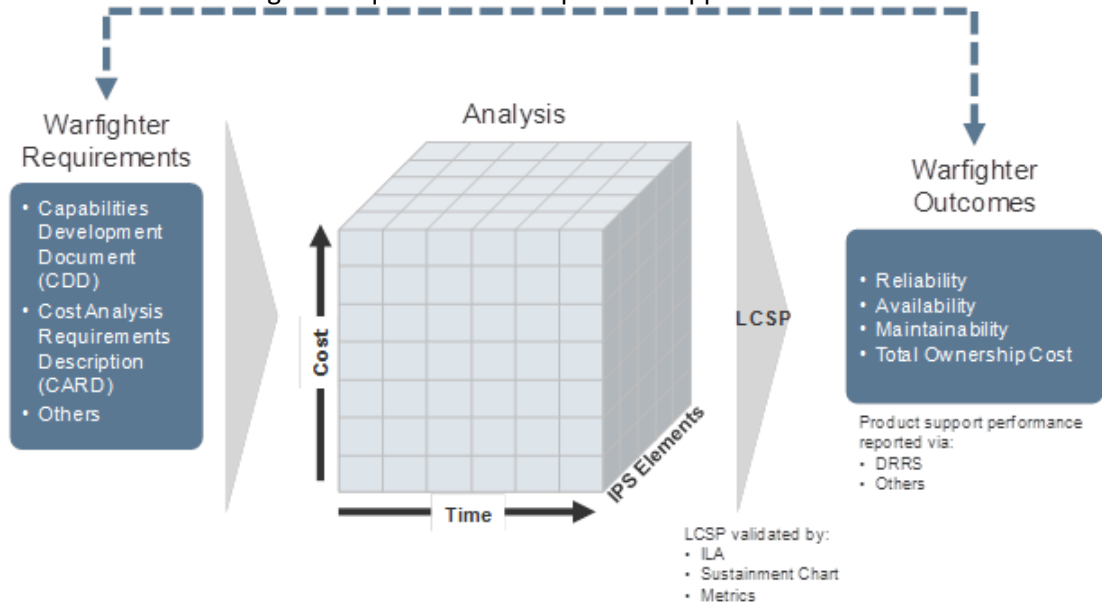 Warfighter
Requirements
• Capabilities
Development
Document
(CDD)
• Cost Analysis
Requirements
Description
(CARD)
• Others
Analysis
Cost
Time
IPS Elements
LCSP
LCSP validated by:
• ILA
• Sustainment Chart
• Metrics
Warfighter
Outcomes
• Reliability
• Availability
• Maintainability
• Total Ownership Cost
Product support performance
reported via:
• DRRS
• Others